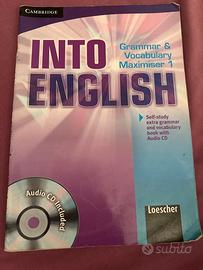 CAMBRIDGE
INTO
ENGLISH
Grammar &
Vocabulary
Maximiser 1
Self-study
extra grammar
and vocabulary
book with
Audio CD
Audio CD included
Loescher
subito